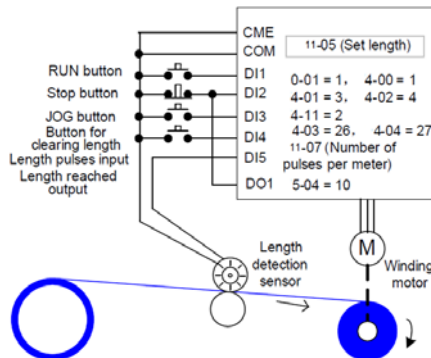 CME
COM
11-05 (Set length)
RUN button
DI1
0-01 = 1, 4-00 = 1
Stop button
DI2
4-01 = 3, 4-02 = 4
JOG button
DI3
4-11 = 2
Button for
clearing length
DI4
4-03 = 26, 4-04 = 27
Length pulses input
DI5
11-07 (Number of
pulses per meter)
Length reached
output
DO1
5-04 = 10
M
Length
detection
sensor
Winding
motor